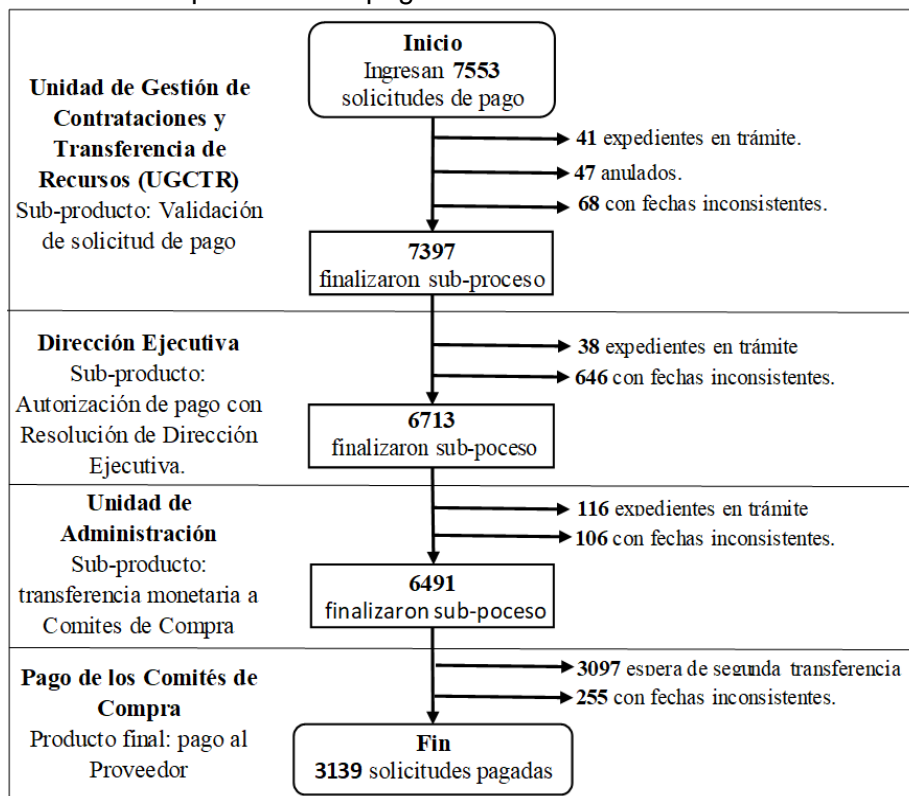 Inicio
Ingresan 7553
solicitudes de pago
Unidad de Gestión de
Contrataciones y
Transferencia de
Recursos (UGCTR)
Sub-producto: Validación
de solicitud de pago
41 expedientes en trámite.
47 anulados.
68 con fechas inconsistentes.
7397
finalizaron sub-proceso
Dirección Ejecutiva
Sub-producto:
Autorización de pago con
Resolución de Dirección
Ejecutiva.
38 expedientes en trámite
646 con fechas inconsistentes.
6713
finalizaron sub-poceso
Unidad de
Administración
Sub-producto:
transferencia monetaria a
Comites de Compra
116 expedientes en trámite
106 con fechas inconsistentes.
6491
finalizaron sub-poceso
Pago de los Comités de
Compra
Producto final: pago al
Proveedor
3097 espera de segunda transferencia
255 con fechas inconsistentes.
Fin
3139 solicitudes pagadas